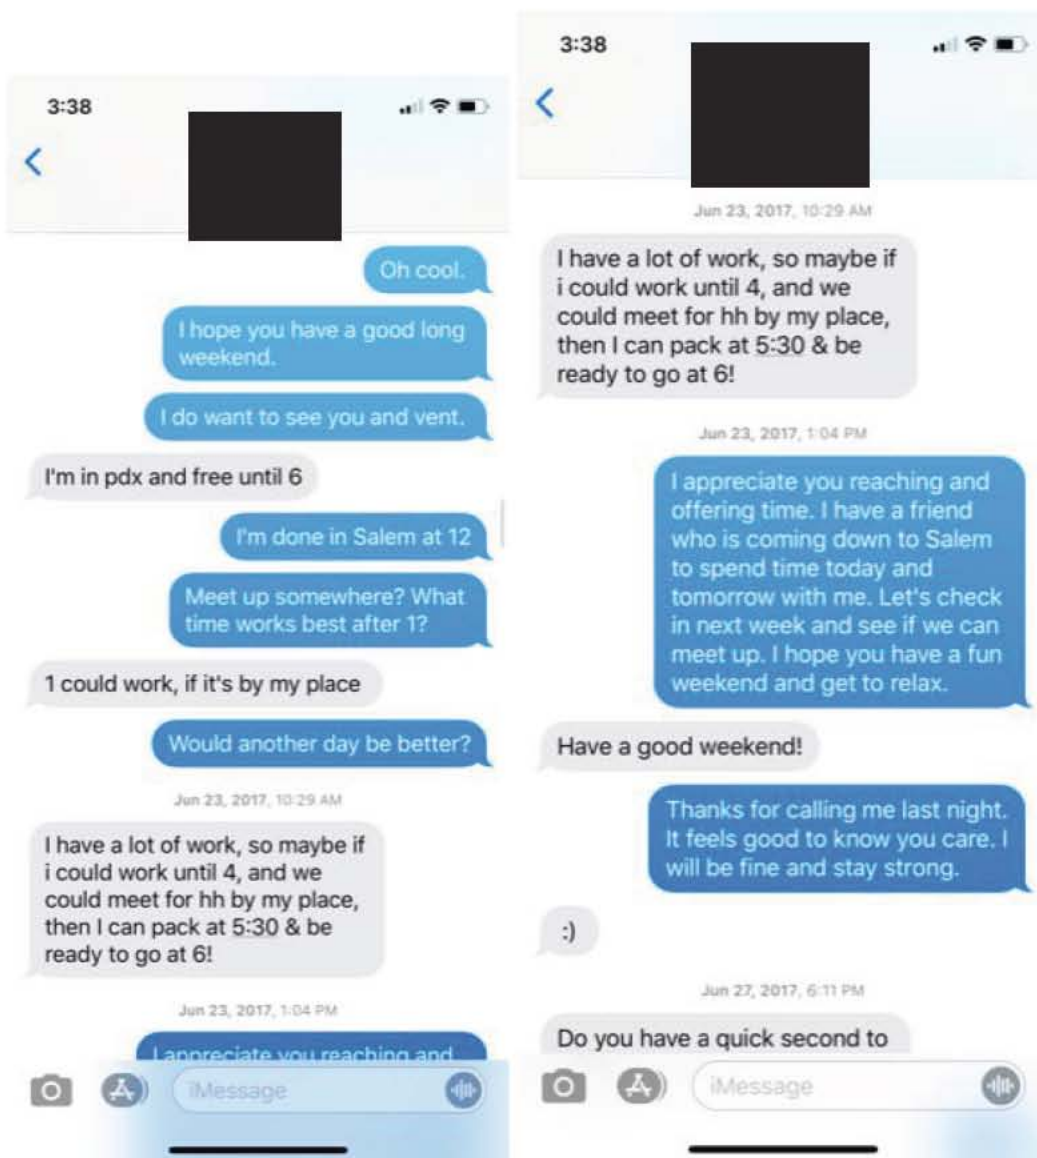 3:38
Oh cool.
I hope you have a good long
weekend.
I do want to see you and vent.
I'm in pdx and free until 6
I'm done in Salem at 12
Meet up somewhere? What
time works best after 1?
1 could work, if it's by my place
Would another day be better?
Jun 23, 2017, 10:29 AM
I have a lot of work, so maybe if
i could work until 4, and we
could meet for hh by my place,
then I can pack at 5:30 & be
ready to go at 6!
Jun 23, 2017, 1:04 PM
I appreciate you reaching and
iMessage
3:38
Jun 23, 2017, 10:29 AM
I have a lot of work, so maybe if
i could work until 4, and we
could meet for hh by my place,
then I can pack at 5:30 & be
ready to go at 6!
Jun 23, 2017, 1:04 PM
I appreciate you reaching and
offering time. I have a friend
who is coming down to Salem
to spend time today and
tomorrow with me. Let's check
in next week and see if we can
meet up. I hope you have a fun
weekend and get to relax.
Have a good weekend!
Thanks for calling me last night.
It feels good to know you care. I
will be fine and stay strong.
:)
Jun 27, 2017, 6:11 PM
Do you have a quick second to
iMessage